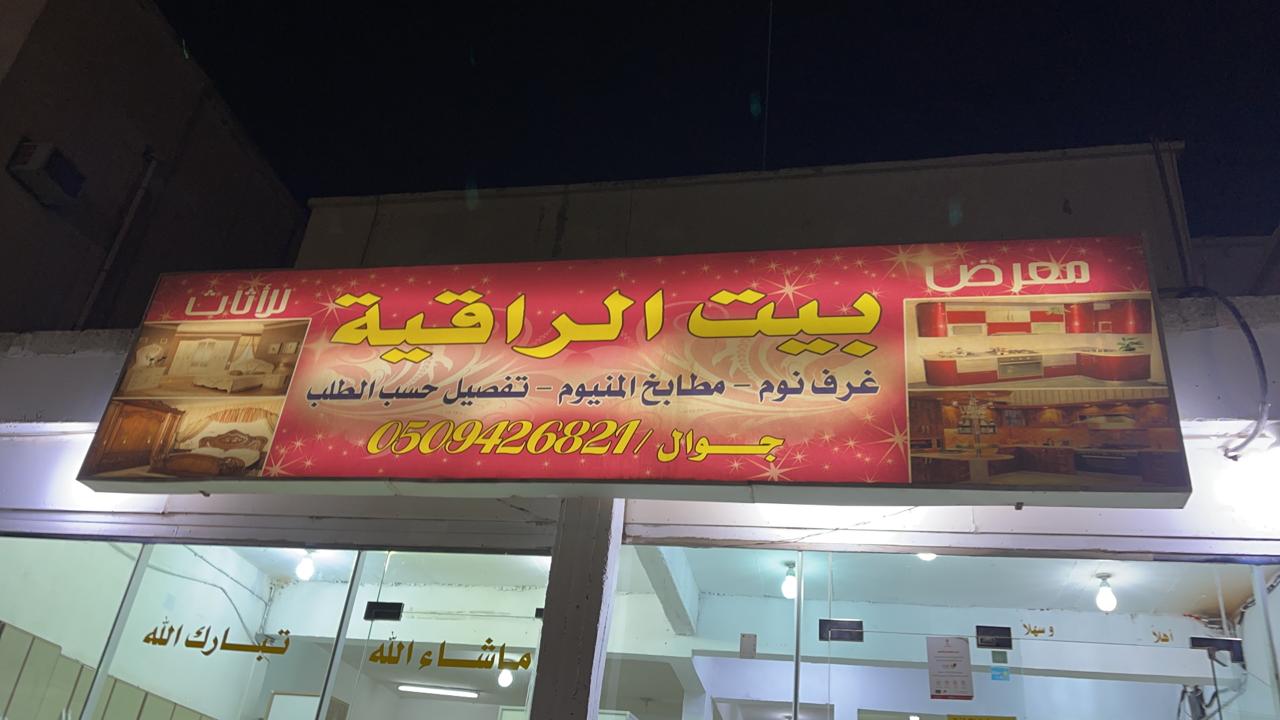 معرض
بيت الراقية
للأثاث
غرف نوم - مطابخ المنيوم - تفصيل حسب الطلب
جوال / 0509426821
أهلا وسهلا
ماشاء الله
تبارك الله